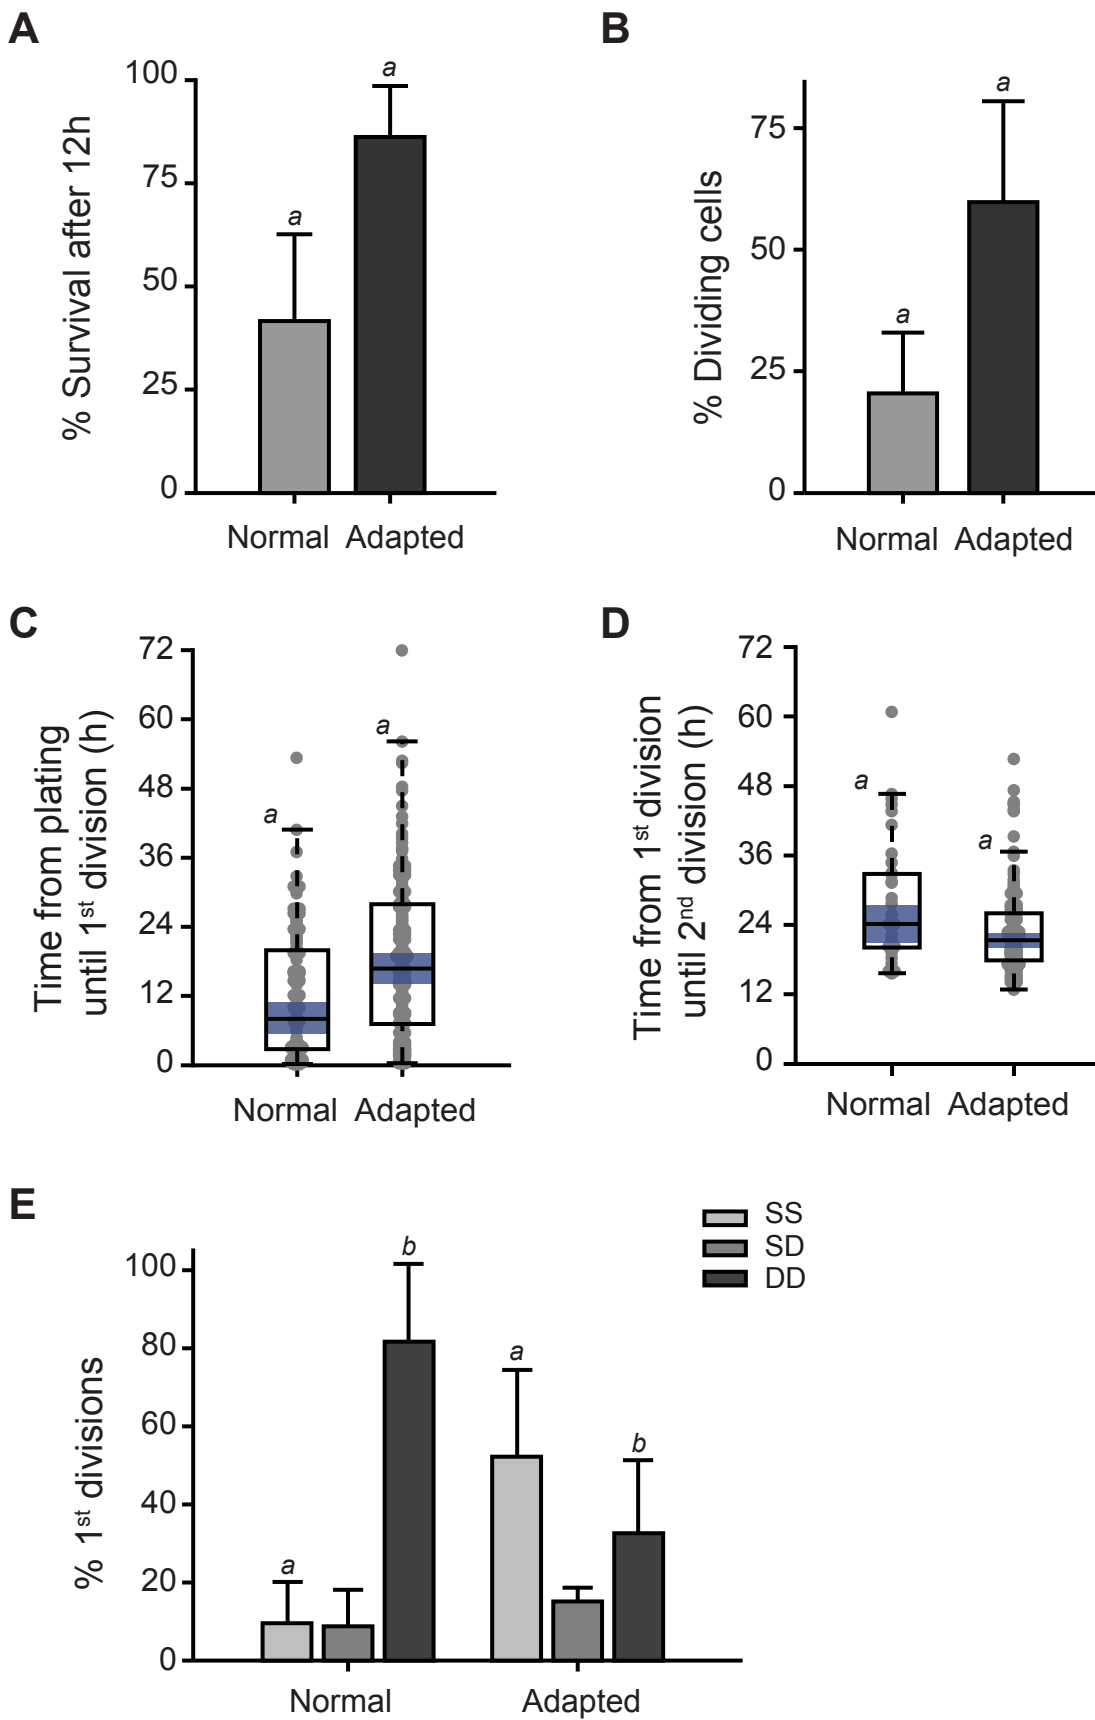 A
% Survival after 12h
100
75
50
25
0
a
a
Normal Adapted
B
% Dividing cells
75
50
25
0
a
a
Normal Adapted
C
Time from plating
until 1st division (h)
72
60
48
36
24
12
0
a
a
Normal Adapted
D
Time from 1st division
until 2nd division (h)
72
60
48
36
24
12
0
a
a
Normal Adapted
E
% 1st divisions
100
80
60
40
20
0
a
b
a
b
Normal Adapted
SS
SD
DD